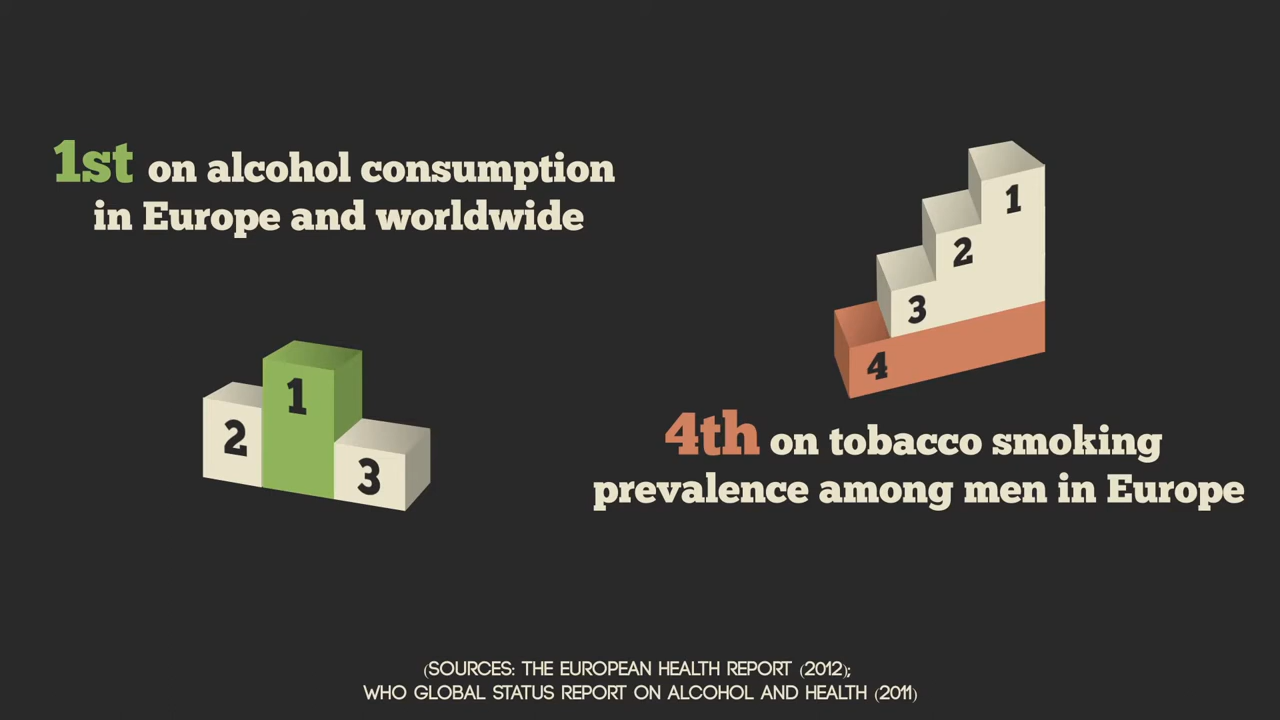 1st on alcohol consumption
in Europe and worldwide
1
2
3
4
2
1
3
4th on tobacco smoking
prevalence among men in Europe
(SOURCES: THE EUROPEAN HEALTH REPORT (2012);
WHO GLOBAL STATUS REPORT ON ALCOHOL AND HEALTH (2011)